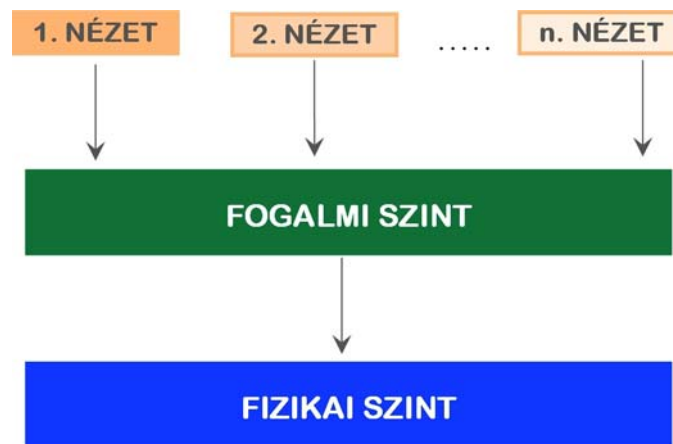 1. NÉZET
2. NÉZET
.....
n. NÉZET
FOGALMI SZINT
FIZIKAI SZINT